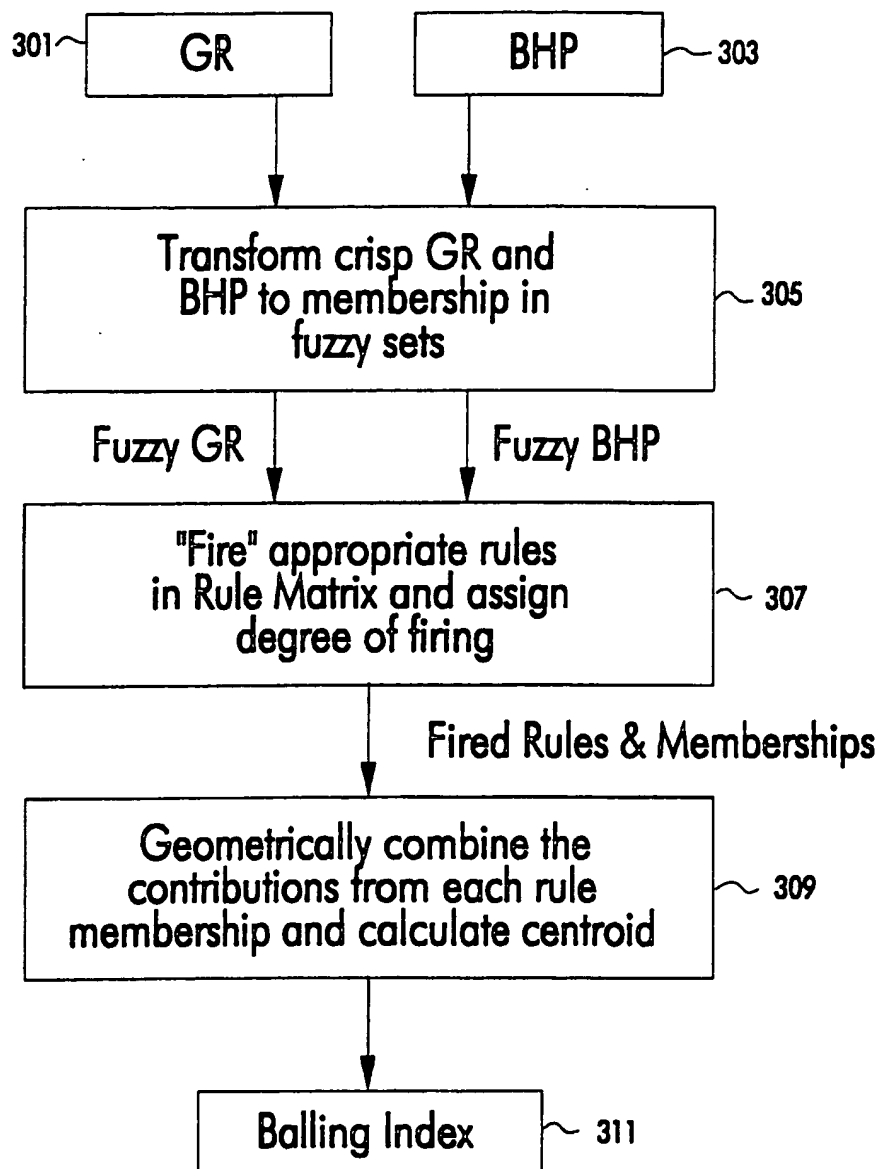 301
GR
BHP
303
Transform crisp GR and
BHP to membership in
fuzzy sets
305
Fuzzy GR
Fuzzy BHP
"Fire" appropriate rules
in Rule Matrix and assign
degree of firing
307
Fired Rules & Memberships
Geometrically combine the
contributions from each rule
membership and calculate centroid
309
Balling Index
311